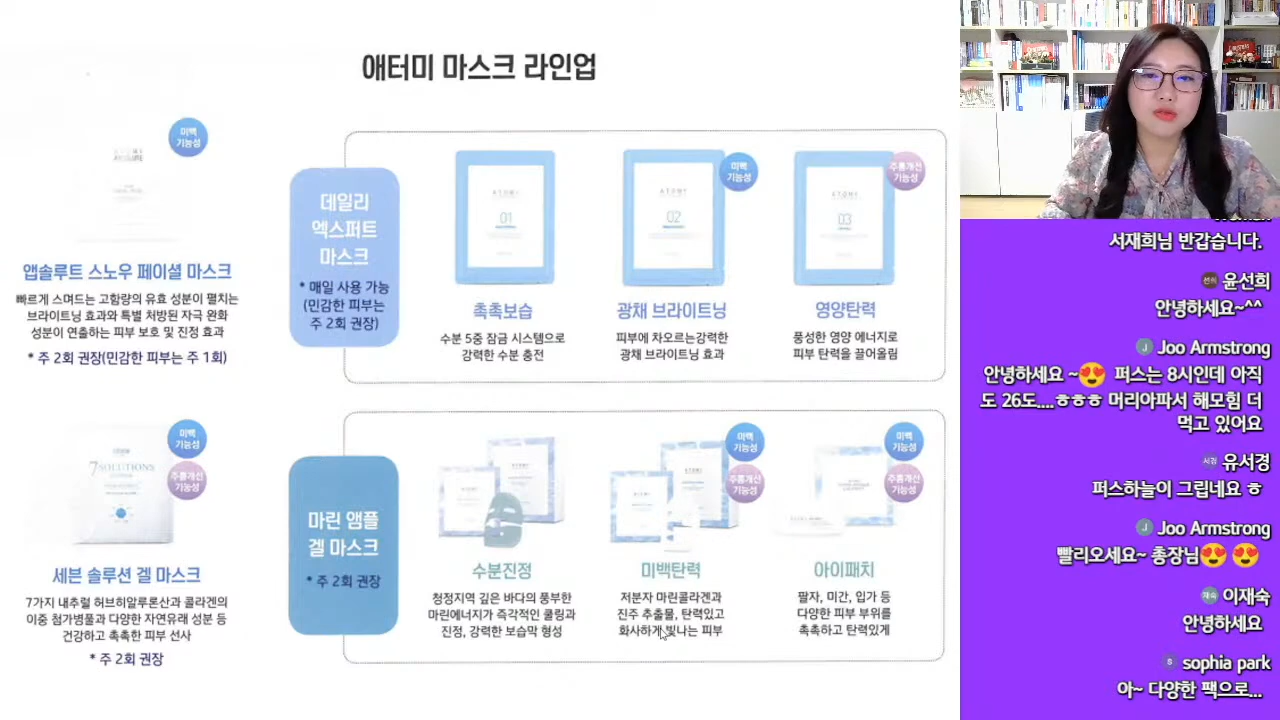 애터미 마스크 라인업
미백
기능성
앱솔루트 스노우 페이셜 마스크
빠르게 스며드는 고함량의 유효 성분이 펼치는
브라이트닝 효과와 특별 처방된 자극 완화
성분이 연출하는 피부 보호 및 진정 효과
* 주 2회 권장(민감한 피부는 주 1회)
데일리
엑스퍼트
마스크
* 매일 사용 가능
(민감한 피부는
주 2회 권장)
ATOMY
01
촉촉보습
수분 5중 잠금 시스템으로
강력한 수분 충전
ATOMY
02
미백
기능성
광채 브라이트닝
피부에 차오르는강력한
광채 브라이트닝 효과
ATOMY
03
주름개선
기능성
영양탄력
풍성한 영양 에너지로
피부 탄력을 끌어올림
7 SOLUTIONS
미백
기능성
주름개선
기능성
세븐 솔루션 겔 마스크
7가지 내추럴 허브히알루론산과 콜라겐의
이중 첨가병풀과 다양한 자연유래 성분 등
건강하고 촉촉한 피부 선사
* 주 2회 권장
마린 앰플
겔 마스크
* 주 2회 권장
수분진정
청정지역 깊은 바다의 풍부한
마린에너지가 즉각적인 쿨링과
진정, 강력한 보습막 형성
미백
기능성
주름개선
기능성
미백탄력
저분자 마린콜라겐과
진주 추출물, 탄력있고
화사하게 빛나는 피부
미백
기능성
주름개선
기능성
아이패치
팔자, 미간, 입가 등
다양한 피부 부위를
촉촉하고 탄력있게
서재희님 반갑습니다.
선희 윤선희
안녕하세요~^^
J Joo Armstrong
안녕하세요 ~😍 퍼스는 8시인데 아직
도 26도....ㅎㅎㅎ 머리아파서 해모힘 더
먹고 있어요
서경 유서경
퍼스하늘이 그립네요 ㅎ
J Joo Armstrong
빨리오세요~ 총장님😍 😍
재숙 이재숙
안녕하세요
S sophia park
아~ 다양한 팩으로...